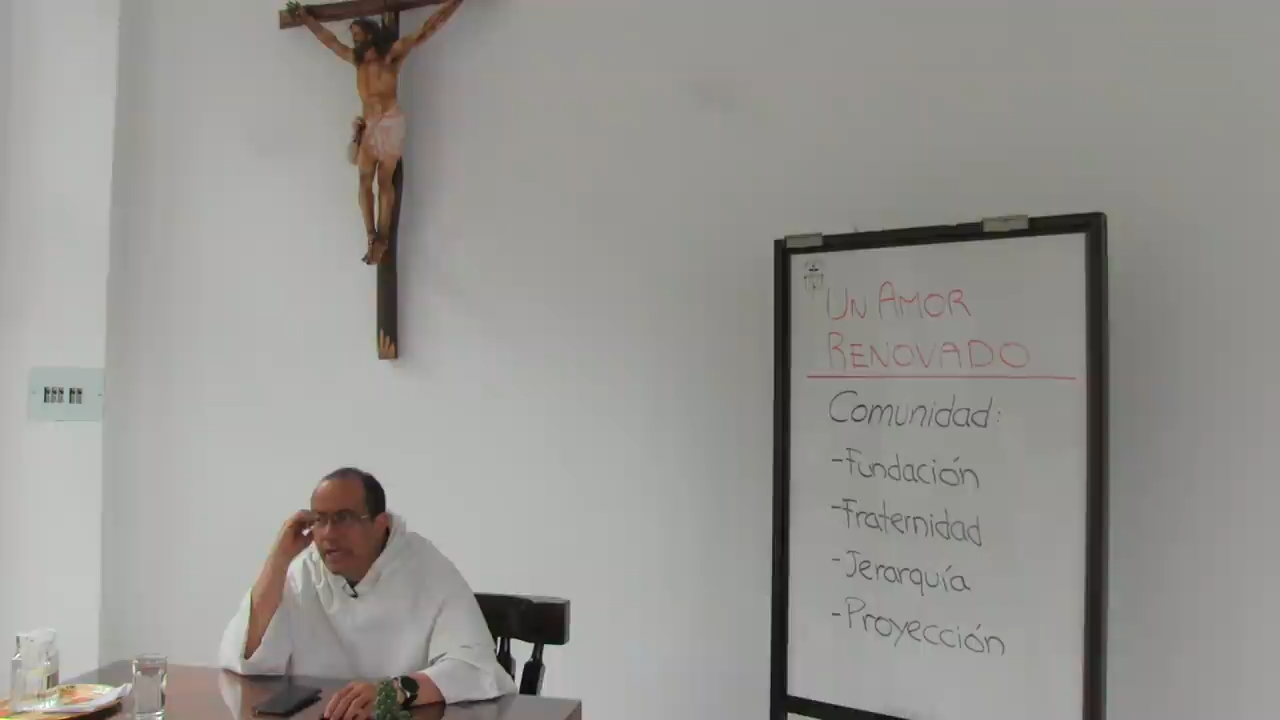 UN AMOR
RENOVADO
Comunidad:
-Fundación
-Fraternidad
-Jerarquía
-Proyección